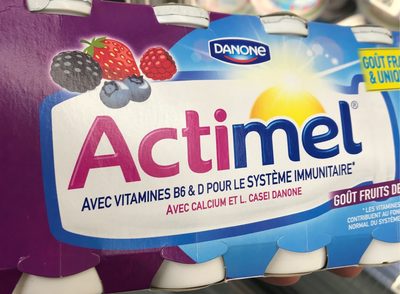 DANONE
GOÛT
& UNIQ
Actimel®
AVEC VITAMINES B6 & D POUR LE SYSTÈME IMMUNITAIRE*
AVEC CALCIUM ET L. CASEI DANONE
GOÛT FRUITS DE
* LES VITAMINES
CONTRIBUENT AU FON
NORMAL DU SYSTÈME